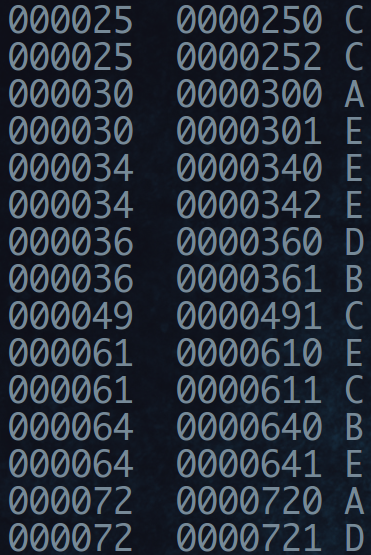 000025  0000250 C
000025  0000252 C
000030  0000300 A
000030  0000301 E
000034  0000340 E
000034  0000342 E
000036  0000360 D
000036  0000361 B
000049  0000491 C
000061  0000610 E
000061  0000611 C
000064  0000640 B
000064  0000641 E
000072  0000720 A
000072  0000721 D